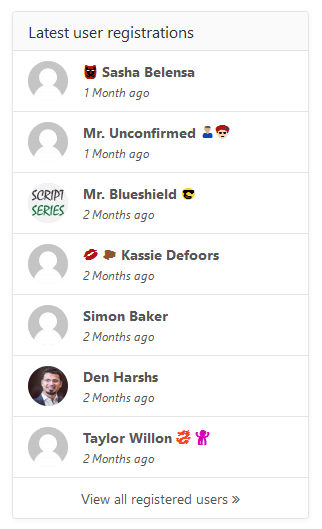 Latest user registrations
Sasha Belensa
1 Month ago
Mr. Unconfirmed
1 Month ago
SCRIPT
SERIES
Mr. Blueshield
2 Months ago
Kassie Defoors
2 Months ago
Simon Baker
2 Months ago
Den Harshs
2 Months ago
Taylor Willon
2 Months ago
View all registered users »